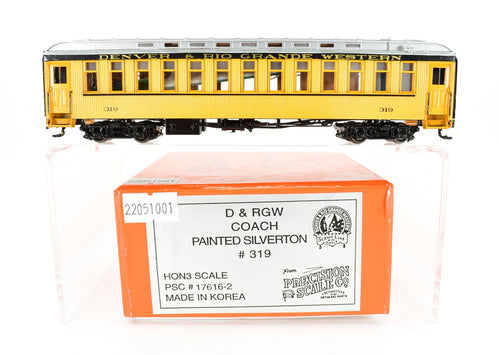 DENVER & RIO GRANDE WESTERN
319 319
22051001
D & RGW
COACH
PAINTED SILVERTON
# 319
HON3 SCALE
PSC # 17616-2
MADE IN KOREA
From
PRECISION
SCALE CO.